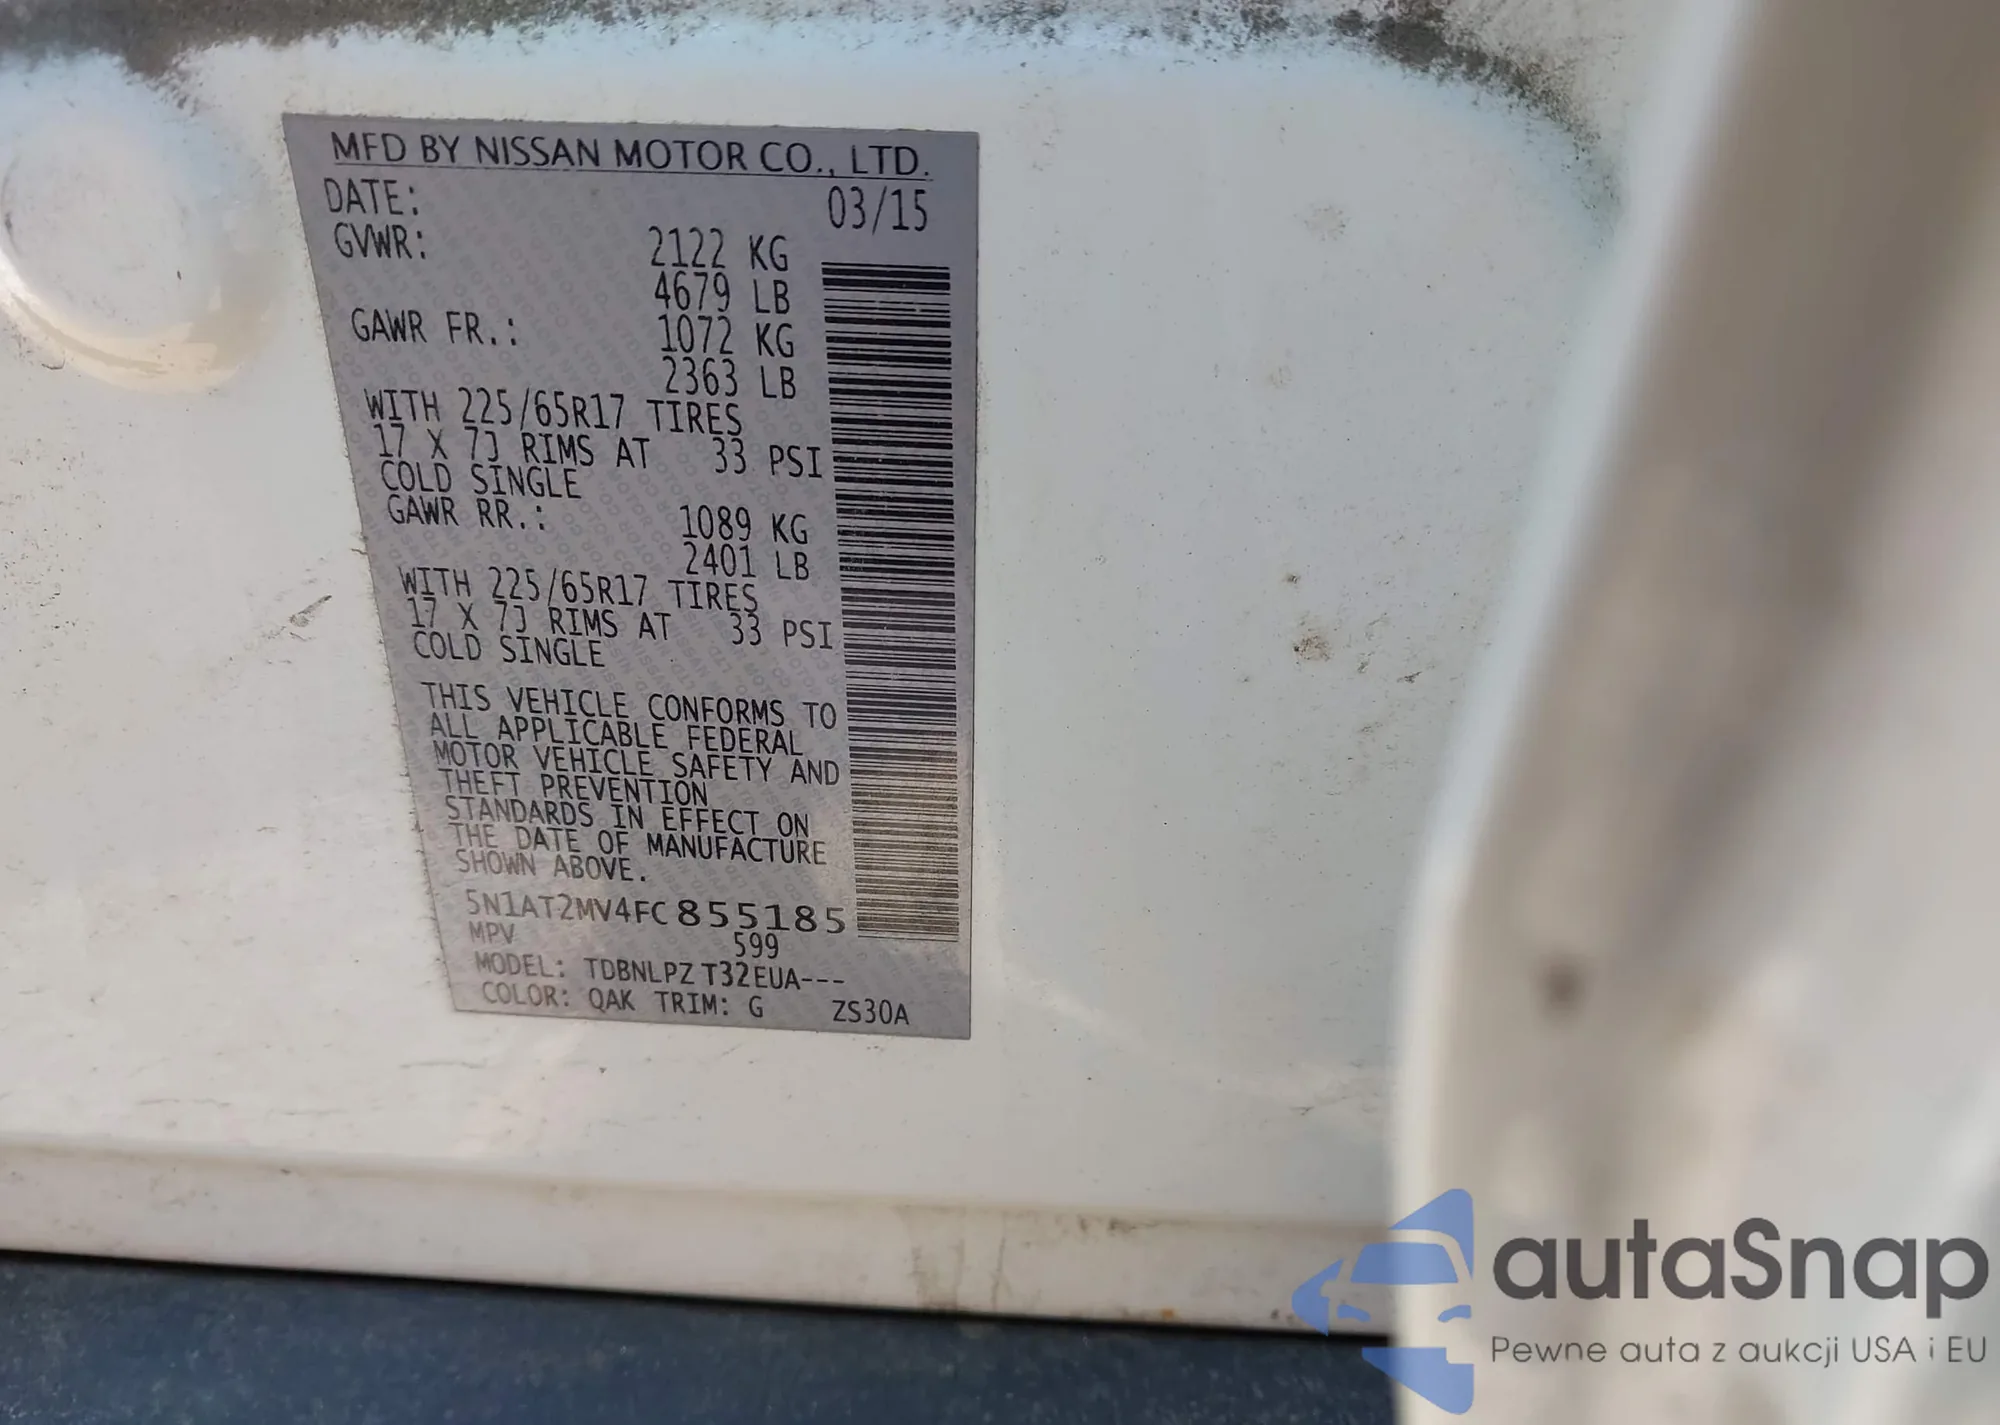 MFD BY NISSAN MOTOR CO., LTD.
DATE: 03/15
GVWR: 2122 KG
4679 LB
GAWR FR.: 1072 KG
2363 LB
WITH 225/65R17 TIRES
17 X 7J RIMS AT 33 PSI
COLD SINGLE
GAWR RR.: 1089 KG
2401 LB
WITH 225/65R17 TIRES
17 X 7J RIMS AT 33 PSI
COLD SINGLE
THIS VEHICLE CONFORMS TO
ALL APPLICABLE FEDERAL
MOTOR VEHICLE SAFETY AND
THEFT PREVENTION
STANDARDS IN EFFECT ON
THE DATE OF MANUFACTURE
SHOWN ABOVE.
5N1AT2MV4FC855185
MPV 599
MODEL: TDBNLPZ T32EUA---
COLOR: QAK TRIM: G ZS30A
autaSnap
Pewne auta z aukcji USA i EU